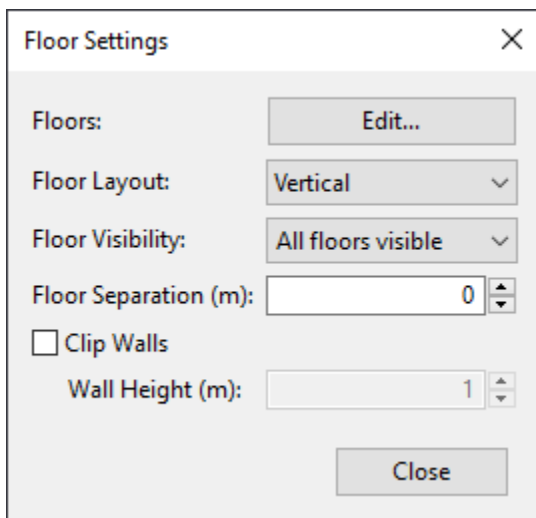 Floor Settings
Floors: Edit...
Floor Layout: Vertical
Floor Visibility: All floors visible
Floor Separation (m): 0
Clip Walls
Wall Height (m): 1
Close